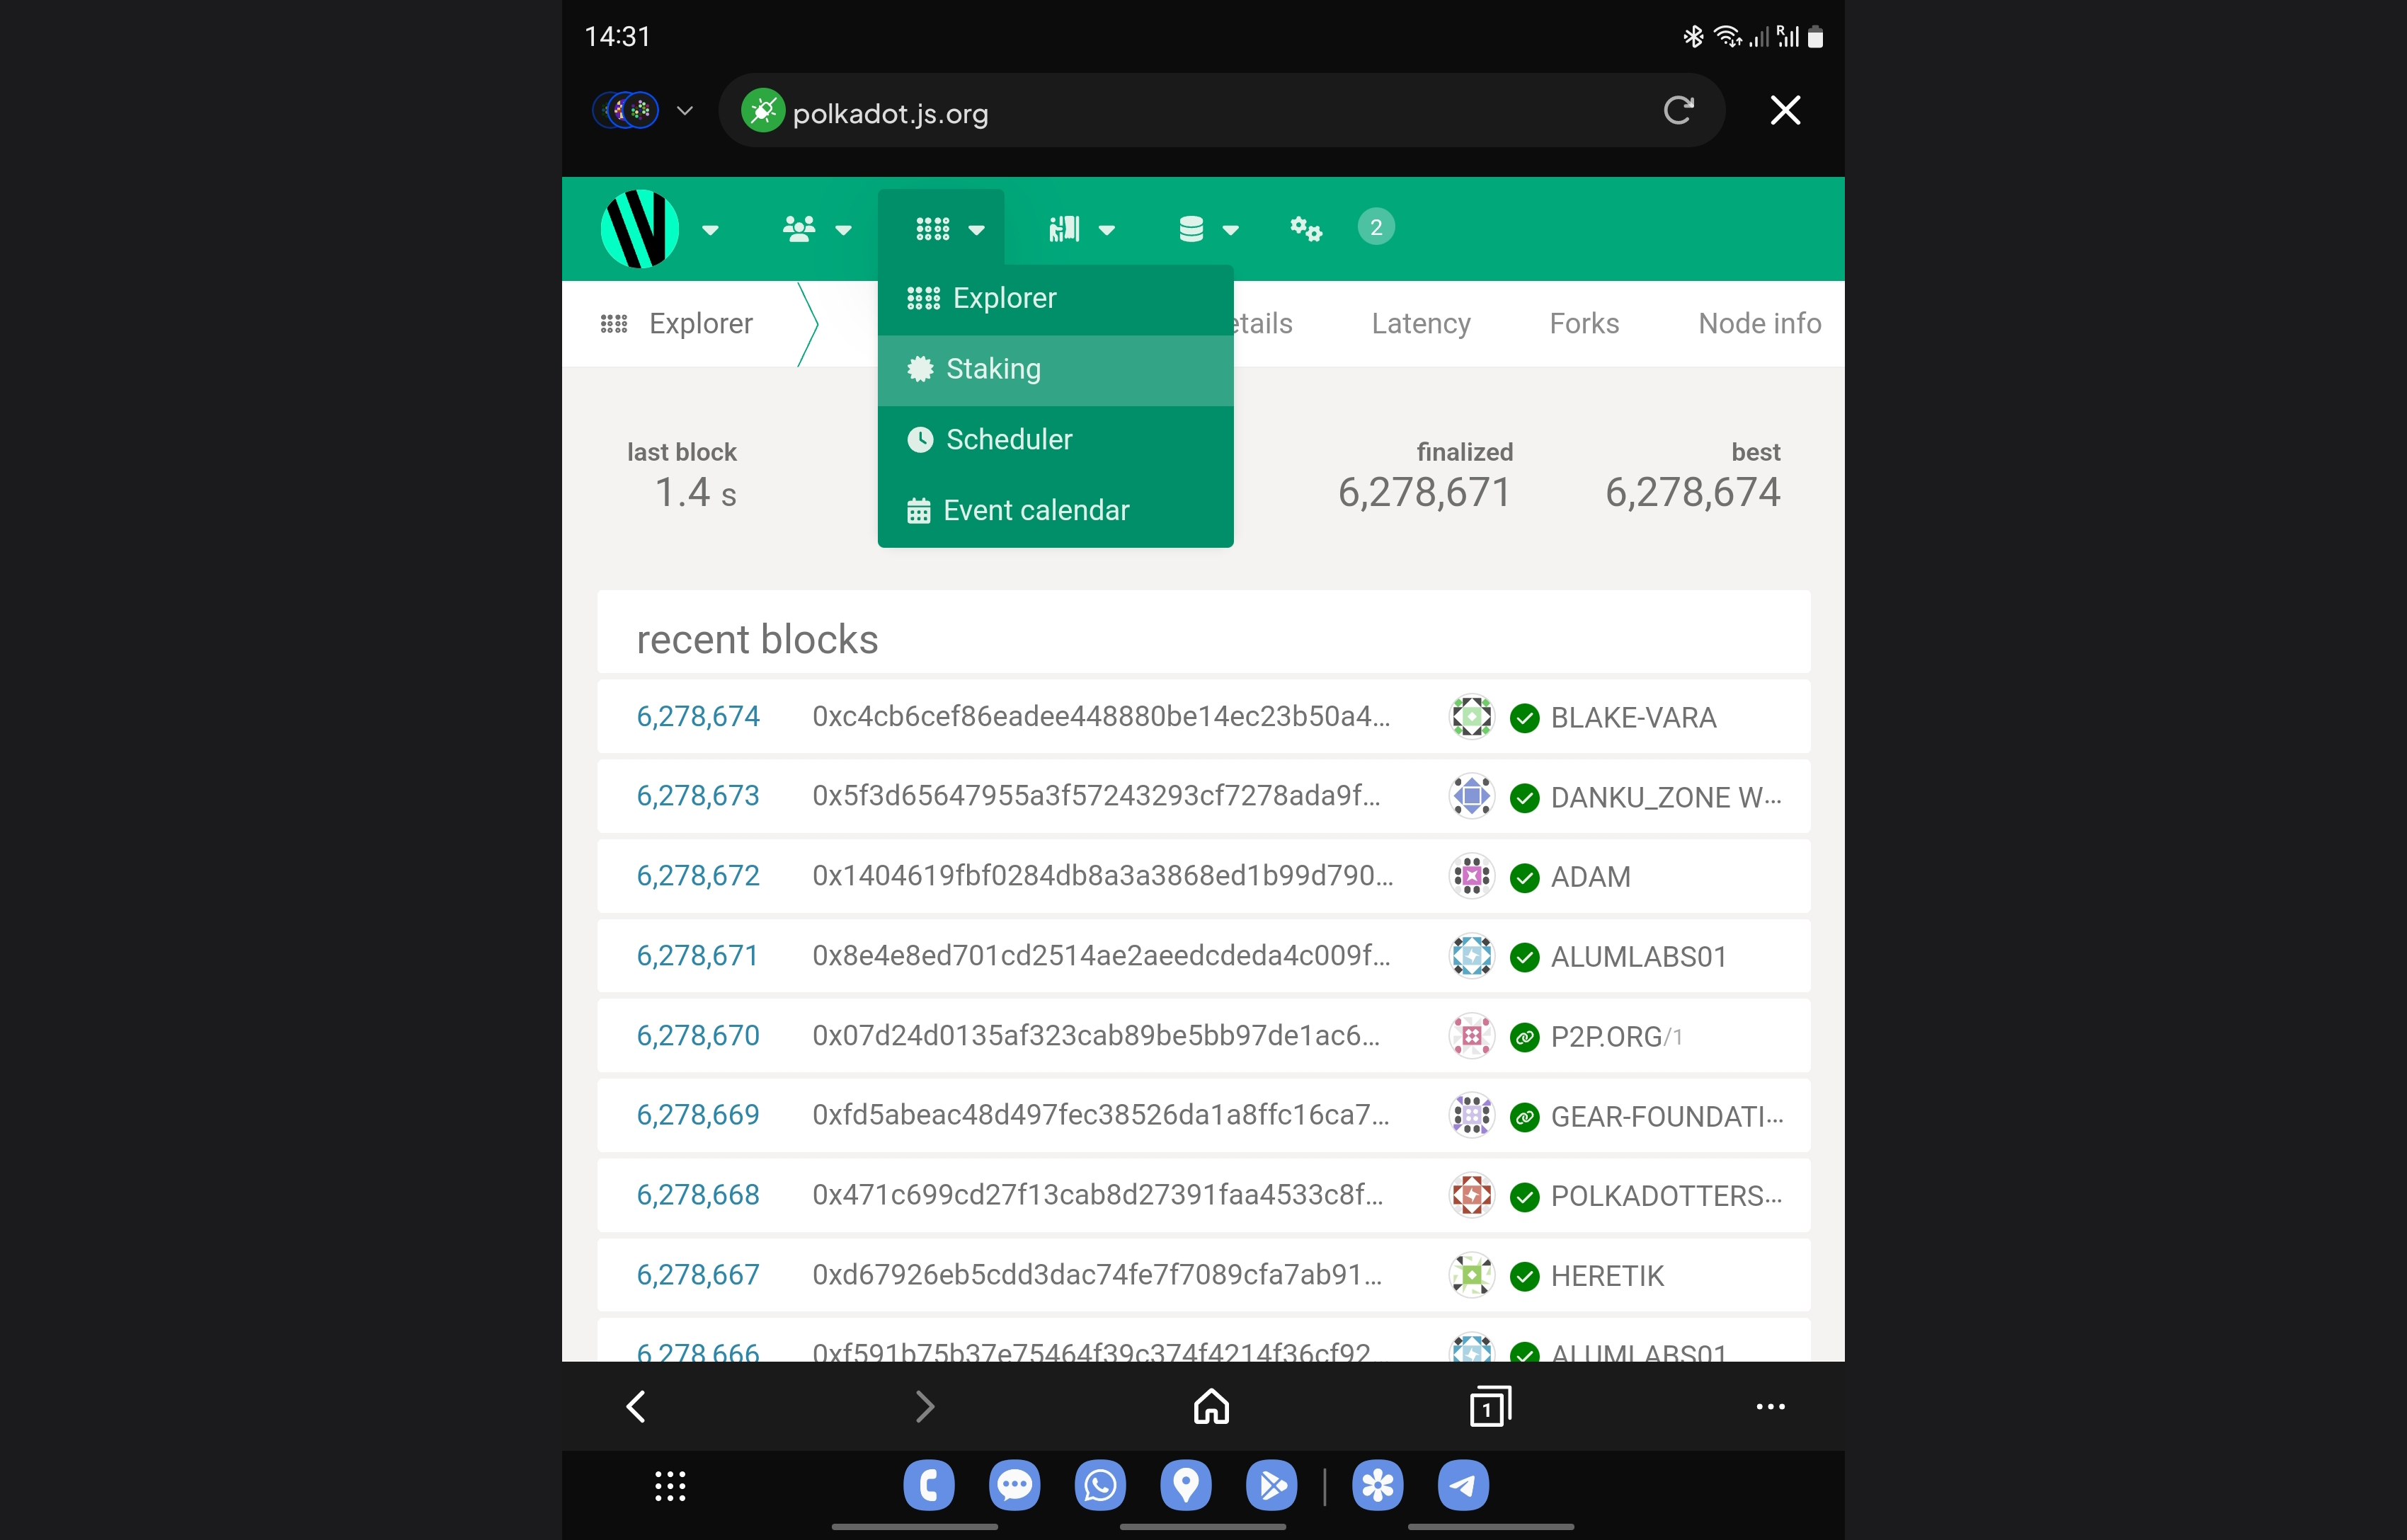 14:31
polkadot.js.org
2
Explorer
etails
Latency
Forks
Node info
Explorer
Staking
Scheduler
Event calendar
last block
1.4 s
finalized
6,278,671
best
6,278,674
recent blocks
6,278,674 0xc4cb6cef86eadee448880be14ec23b50a4… BLAKE-VARA
6,278,673 0x5f3d65647955a3f57243293cf7278ada9f… DANKU_ZONE W…
6,278,672 0x1404619fbf0284db8a3a3868ed1b99d790… ADAM
6,278,671 0x8e4e8ed701cd2514ae2aeedcdeda4c009f… ALUMLABS01
6,278,670 0x07d24d0135af323cab89be5bb97de1ac6… P2P.ORG/1
6,278,669 0xfd5abeac48d497fec38526da1a8ffc16ca7… GEAR-FOUNDATI…
6,278,668 0x471c699cd27f13cab8d27391faa4533c8f… POLKADOTTERS…
6,278,667 0xd67926eb5cdd3dac74fe7f7089cfa7ab91… HERETIK
6,278,666 0xf591b75b37e75464f39c374f4214f36cf92… ALUMLABS01
1